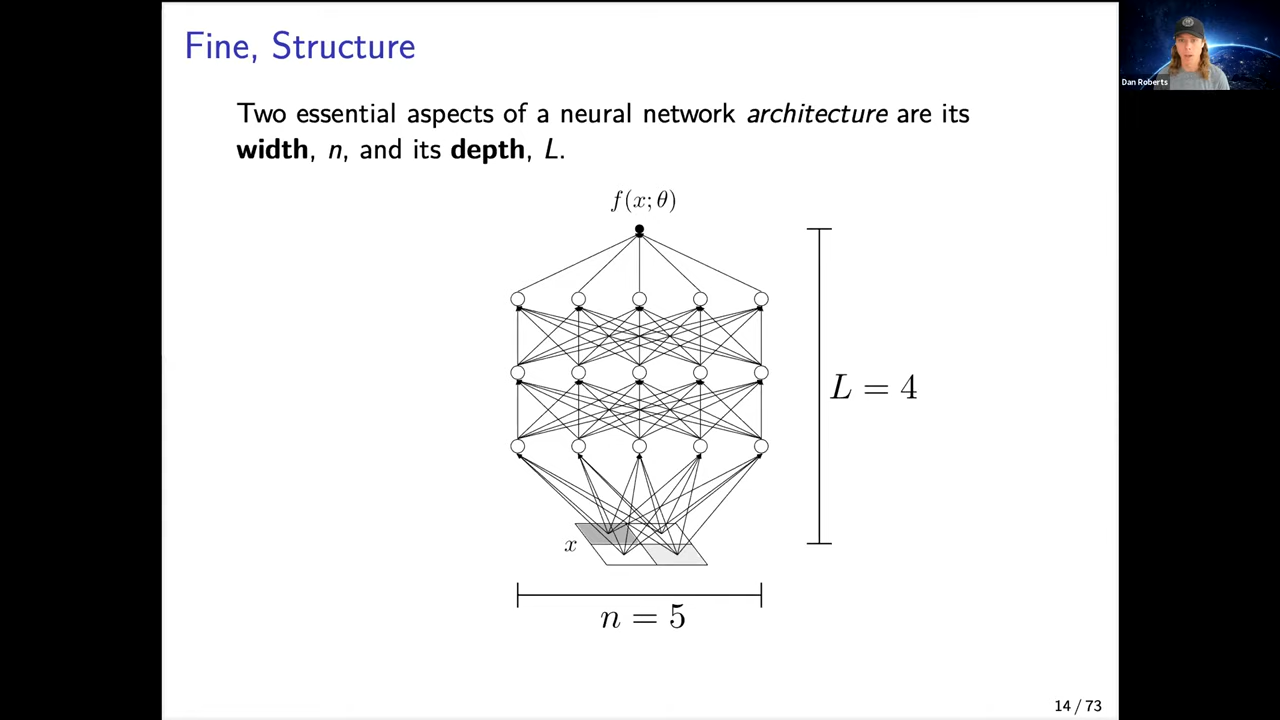 Fine, Structure
Dan Roberts
Two essential aspects of a neural network architecture are its
width, n, and its depth, L.
f(x; θ)
L = 4
x
n = 5
14 / 73